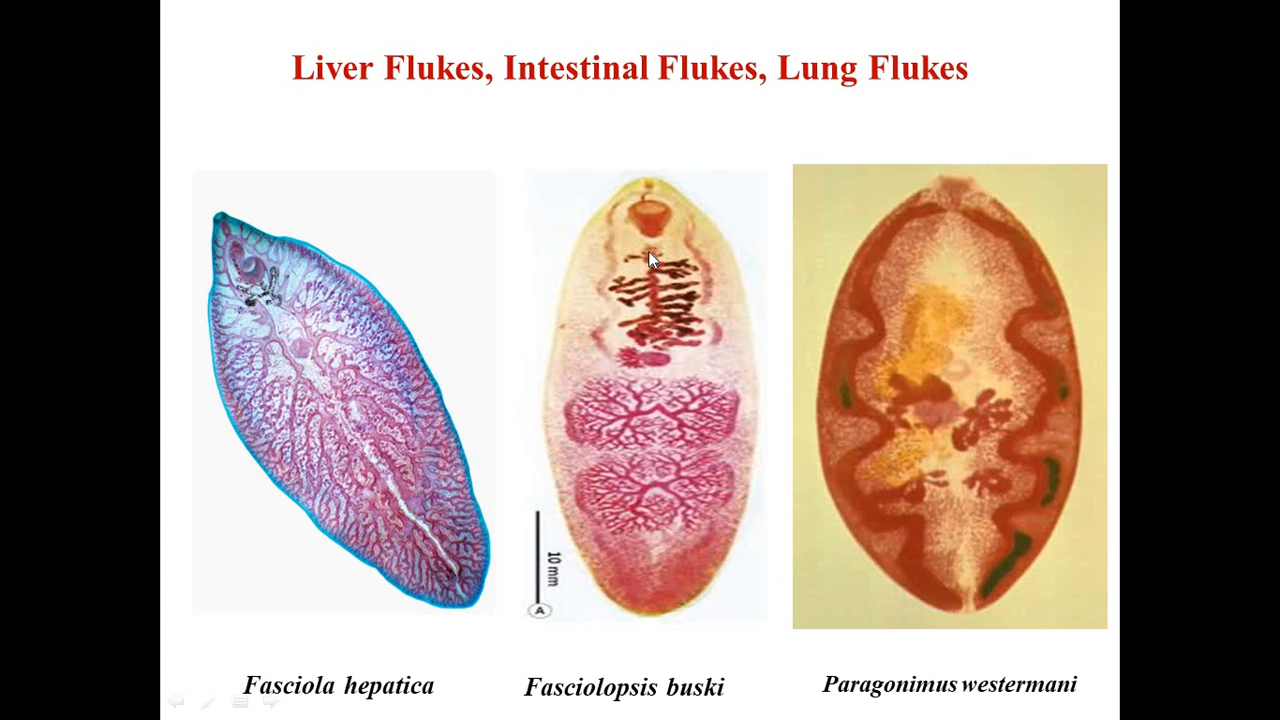 Liver Flukes, Intestinal Flukes, Lung Flukes
10 mm
A
Fasciola hepatica
Fasciolopsis buski
Paragonimus westermani